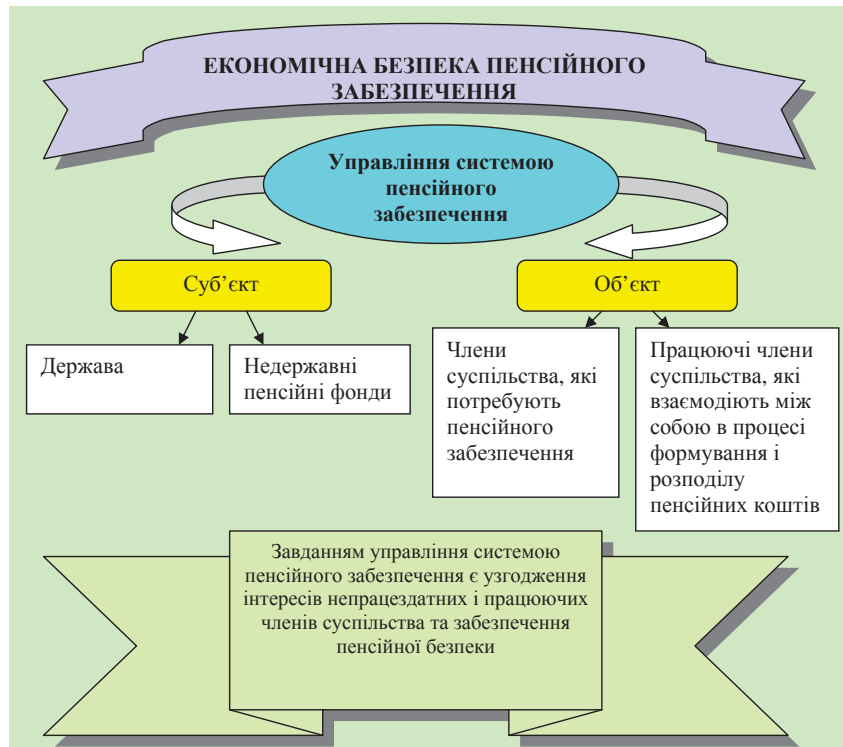 ЕКОНОМІЧНА БЕЗПЕКА ПЕНСІЙНОГО
ЗАБЕЗПЕЧЕННЯ
Управління системою
пенсійного
забезпечення
Суб’єкт
Об’єкт
Держава
Недержавні
пенсійні фонди
Члени
суспільства, які
потребують
пенсійного
забезпечення
Працюючі члени
суспільства, які
взаємодіють між
собою в процесі
формування і
розподілу
пенсійних коштів
Завданням управління системою
пенсійного забезпечення є узгодження
інтересів непрацездатних і працюючих
членів суспільства та забезпечення
пенсійної безпеки